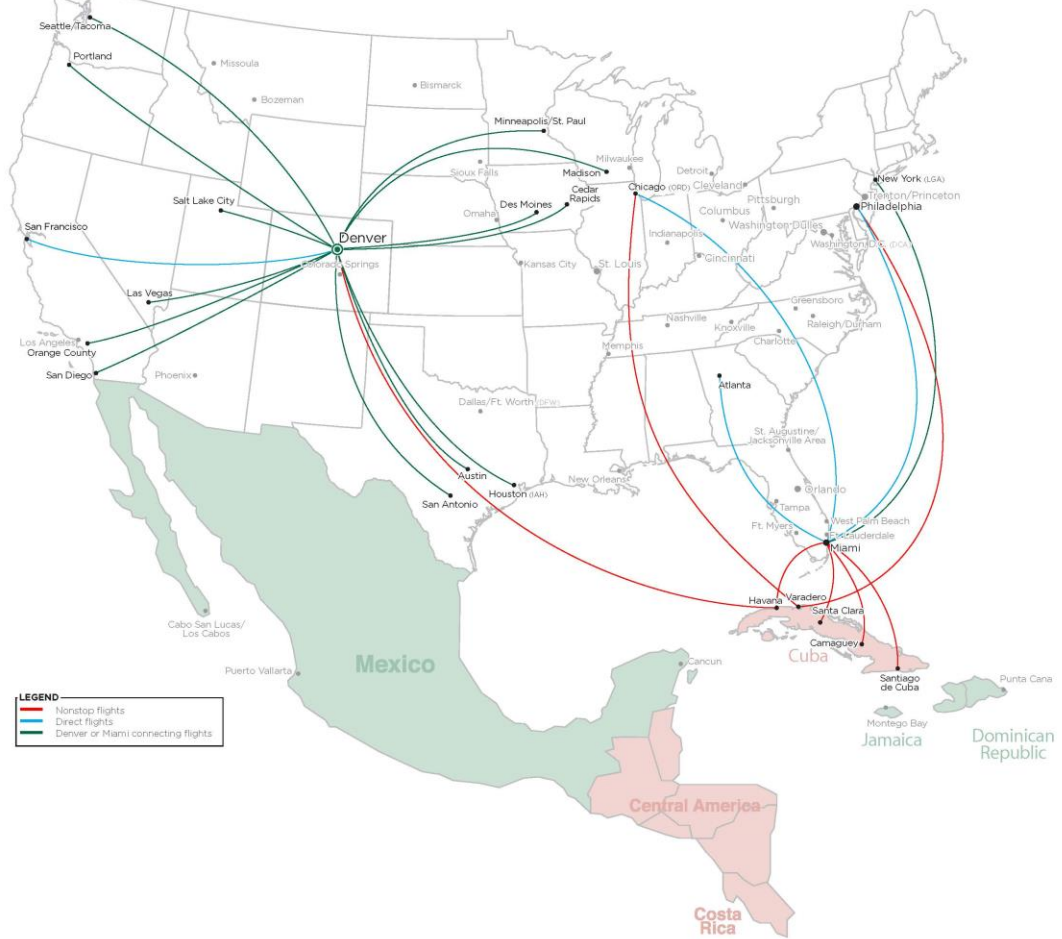 Seattle/Tacoma
Portland
Missoula
Bozeman
Bismarck
Minneapolis/St. Paul
Milwaukee
Madison
Sioux Falls
Detroit
Chicago (ORD)
Cleveland
New York (LGA)
Trenton/Princeton
Philadelphia
Salt Lake City
Cedar
Rapids
Des Moines
Omaha
Pittsburgh
Columbus
Washington Dulles
Washington D.C. (DCA)
San Francisco
Denver
Colorado Springs
Indianapolis
Cincinnati
Kansas City
St. Louis
Las Vegas
Greensboro
Raleigh/Durham
Nashville
Knoxville
Charlotte
Los Angeles
Orange County
Memphis
San Diego
Phoenix
Atlanta
Dallas/Ft. Worth (DFW)
St. Augustine/
Jacksonville Area
Austin
New Orleans
Houston (IAH)
San Antonio
Orlando
Tampa
West Palm Beach
Ft. Myers
Ft. Lauderdale
Miami
Havana
Varadero
Santa Clara
Camaguey
Cuba
Santiago
de Cuba
Cabo San Lucas/
Los Cabos
Mexico
Cancun
Puerto Vallarta
Punta Cana
Montego Bay
Jamaica
Dominican
Republic
LEGEND
Nonstop flights
Direct flights
Denver or Miami connecting flights
Central America
Costa
Rica